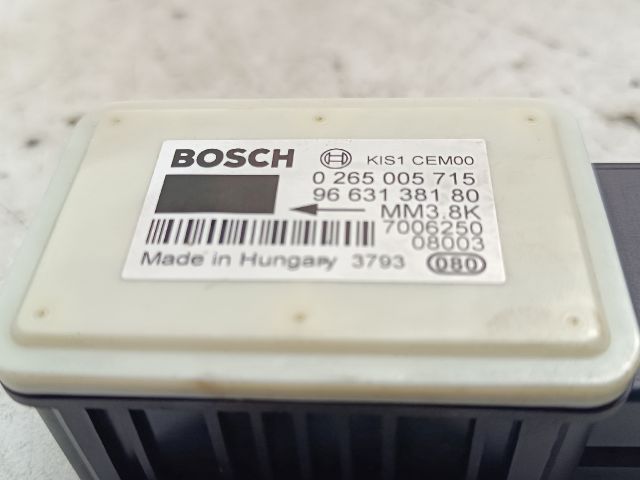 BOSCH KIS1 CEM00
0 265 005 715
96 631 381 80
MM3.8K
7006250
08003
Made in Hungary 3793 080